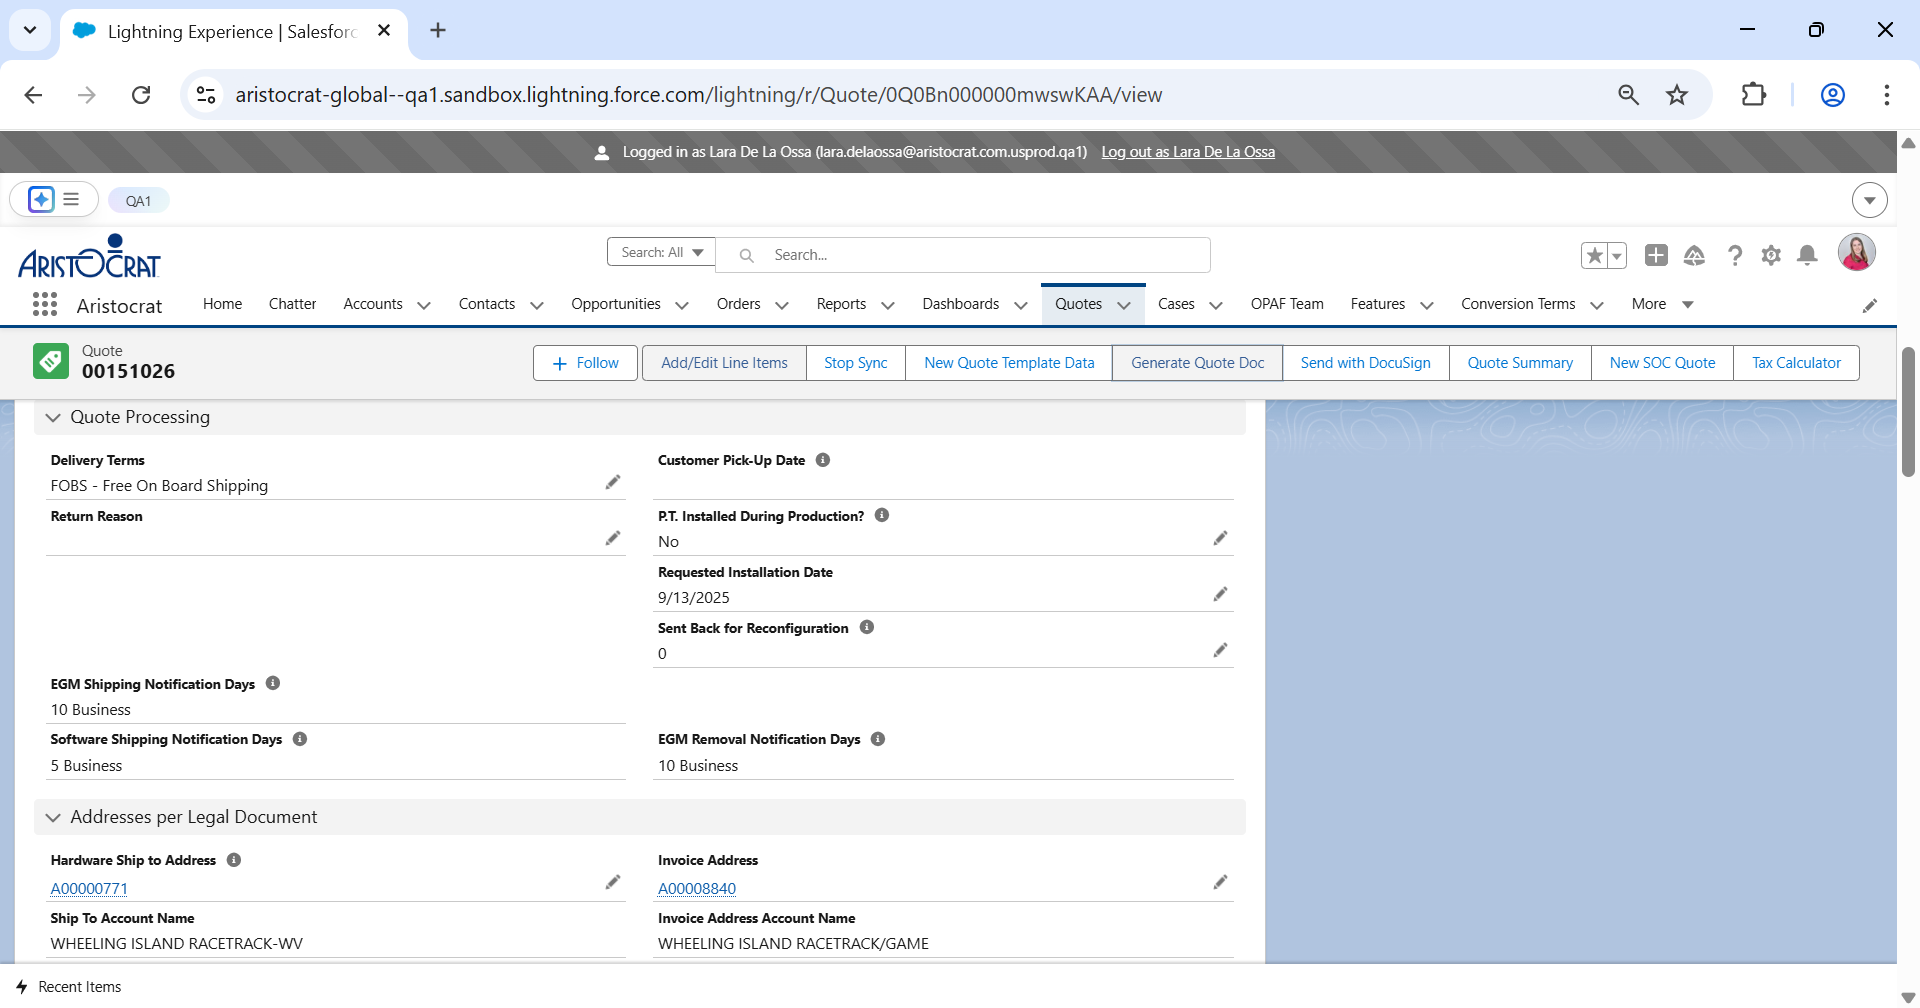 Lightning Experience | Salesforc
aristocrat-global--qa1.sandbox.lightning.force.com/lightning/r/Quote/0Q0Bn000000mwswKAA/view
Logged in as Lara De La Ossa (lara.delaossa@aristocrat.com.usprod.qa1) Log out as Lara De La Ossa
QA1
ARISTOCRAT
Search: All
Search...
Aristocrat
Home Chatter Accounts Contacts Opportunities Orders Reports Dashboards Quotes Cases OPAF Team Features Conversion Terms More
Quote
00151026
Follow Add/Edit Line Items Stop Sync New Quote Template Data Generate Quote Doc Send with DocuSign Quote Summary New SOC Quote Tax Calculator
Quote Processing
Delivery Terms
FOBS - Free On Board Shipping
Customer Pick-Up Date
Return Reason
P.T. Installed During Production?
No
Requested Installation Date
9/13/2025
Sent Back for Reconfiguration
0
EGM Shipping Notification Days
10 Business
Software Shipping Notification Days
5 Business
EGM Removal Notification Days
10 Business
Addresses per Legal Document
Hardware Ship to Address
A00000771
Invoice Address
A00008840
Ship To Account Name
WHEELING ISLAND RACETRACK-WV
Invoice Address Account Name
WHEELING ISLAND RACETRACK/GAME
Recent Items